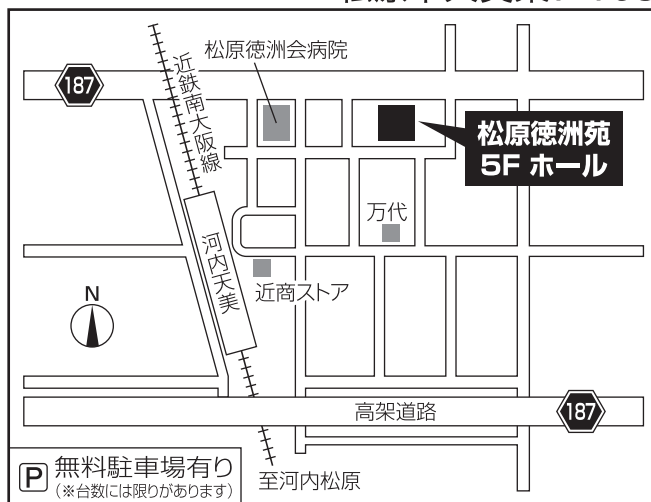 187
近鉄南大阪線
松原徳洲会病院
松原徳洲苑
5F ホール
万代
河内天美
近商ストア
N
高架道路
187
P 無料駐車場有り
(※台数には限りがあります)
至河内松原